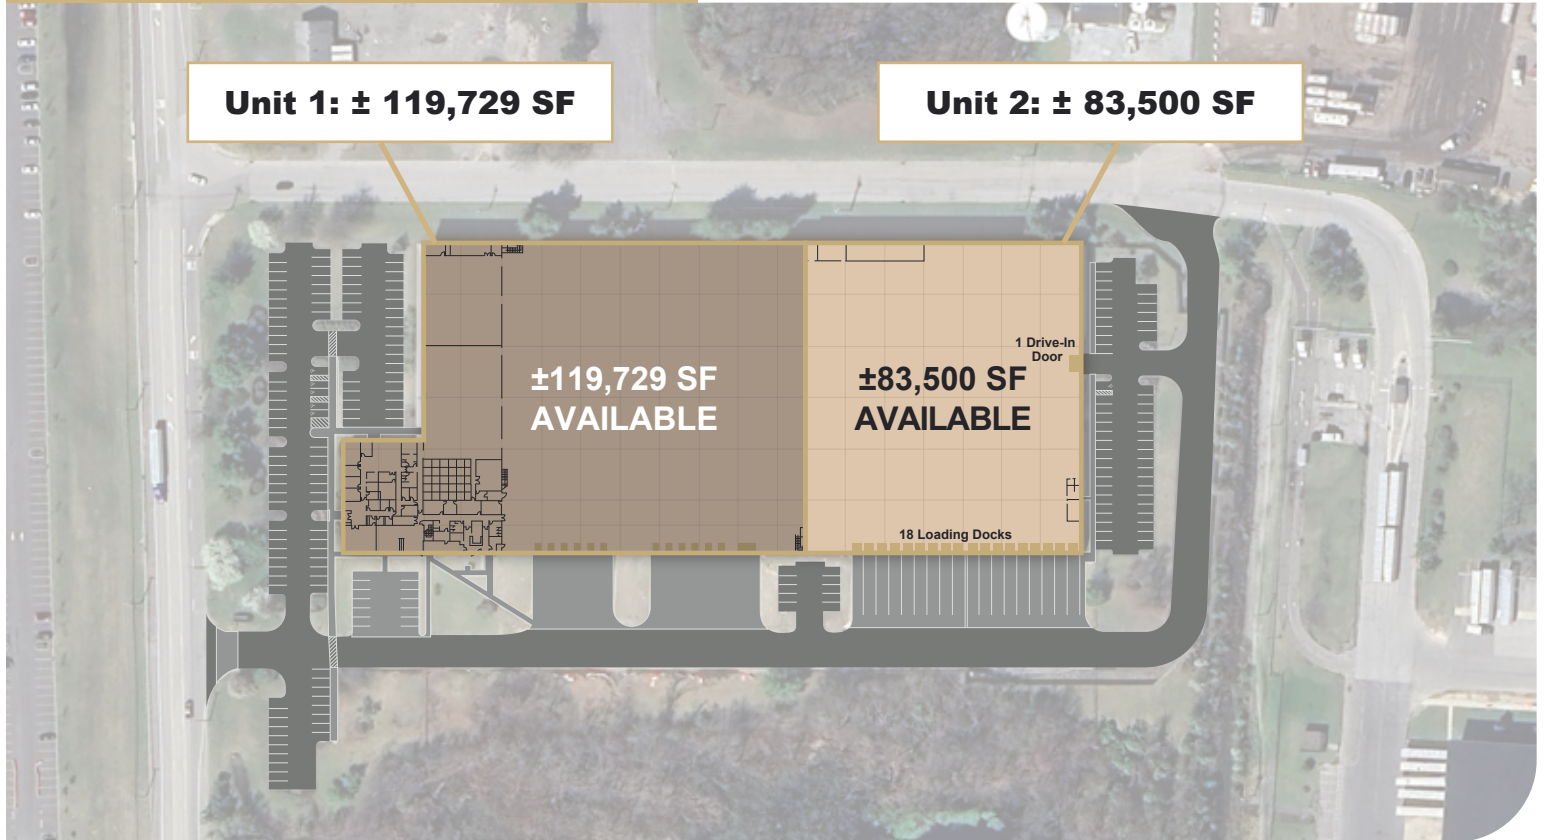 Unit 1: ± 119,729 SF
Unit 2: ± 83,500 SF
1 Drive-In
Door
±119,729 SF
AVAILABLE
±83,500 SF
AVAILABLE
18 Loading Docks